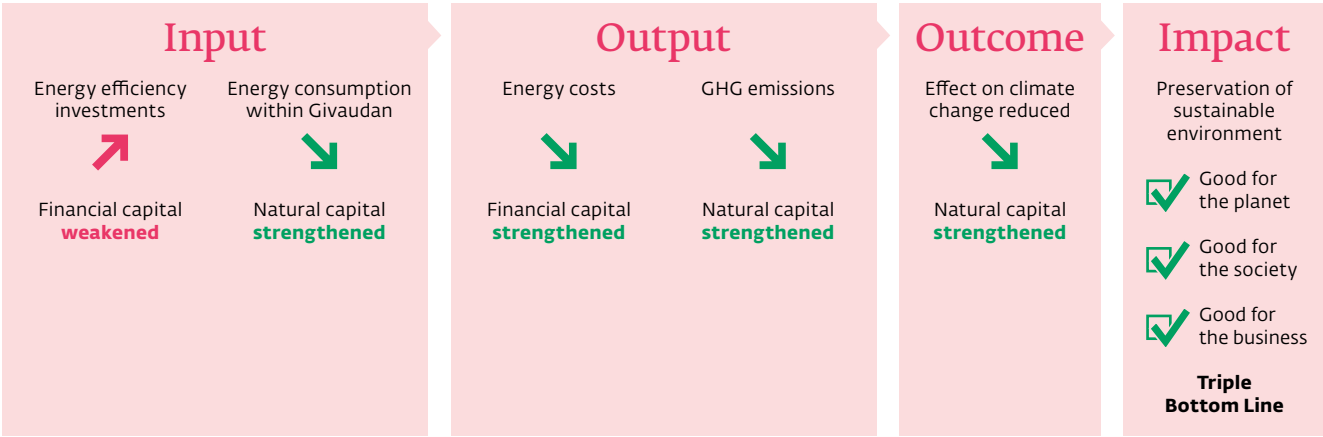 Input
Energy efficiency
investments
Financial capital
weakened
Energy consumption
within Givaudan
Natural capital
strengthened
Output
Energy costs
Financial capital
strengthened
GHG emissions
Natural capital
strengthened
Outcome
Effect on climate
change reduced
Natural capital
strengthened
Impact
Preservation of
sustainable
environment
Good for
the planet
Good for
the society
Good for
the business
Triple
Bottom Line